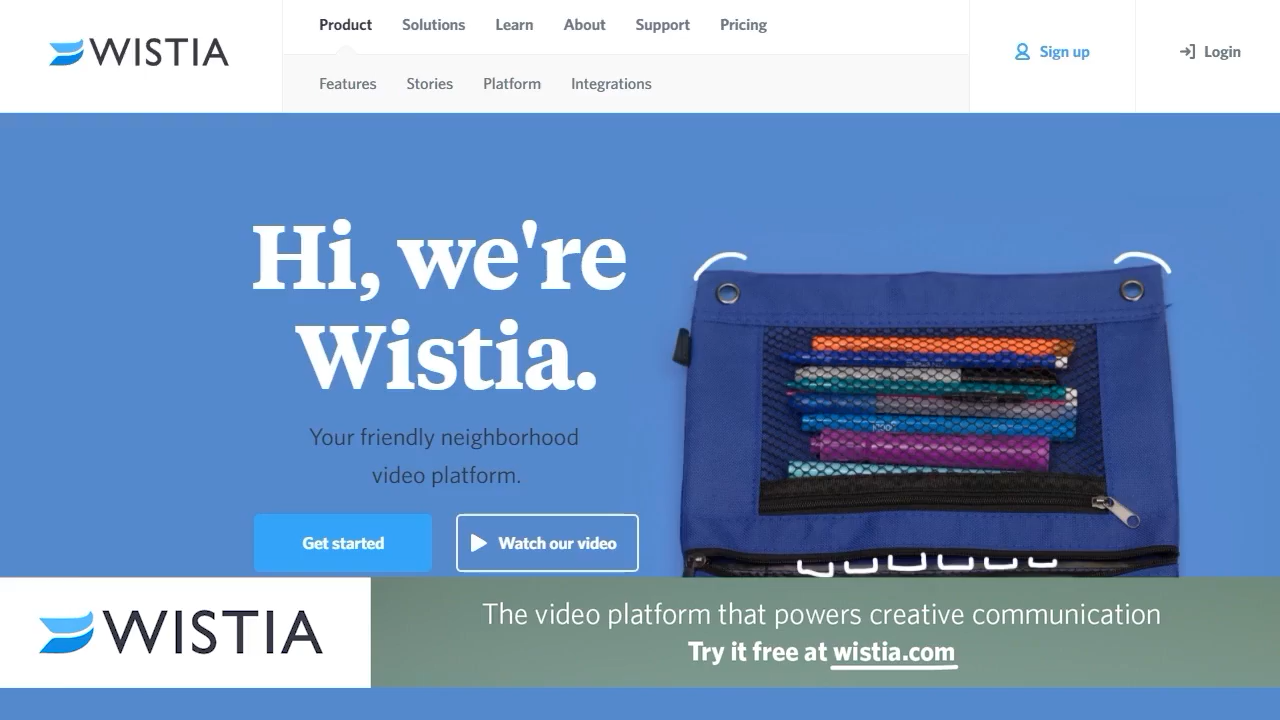 WISTIA
Product Solutions Learn About Support Pricing
Features Stories Platform Integrations
Sign up
Login
Hi, we're
Wistia.
Your friendly neighborhood
video platform.
Get started
Watch our video
WISTIA
The video platform that powers creative communication
Try it free at wistia.com